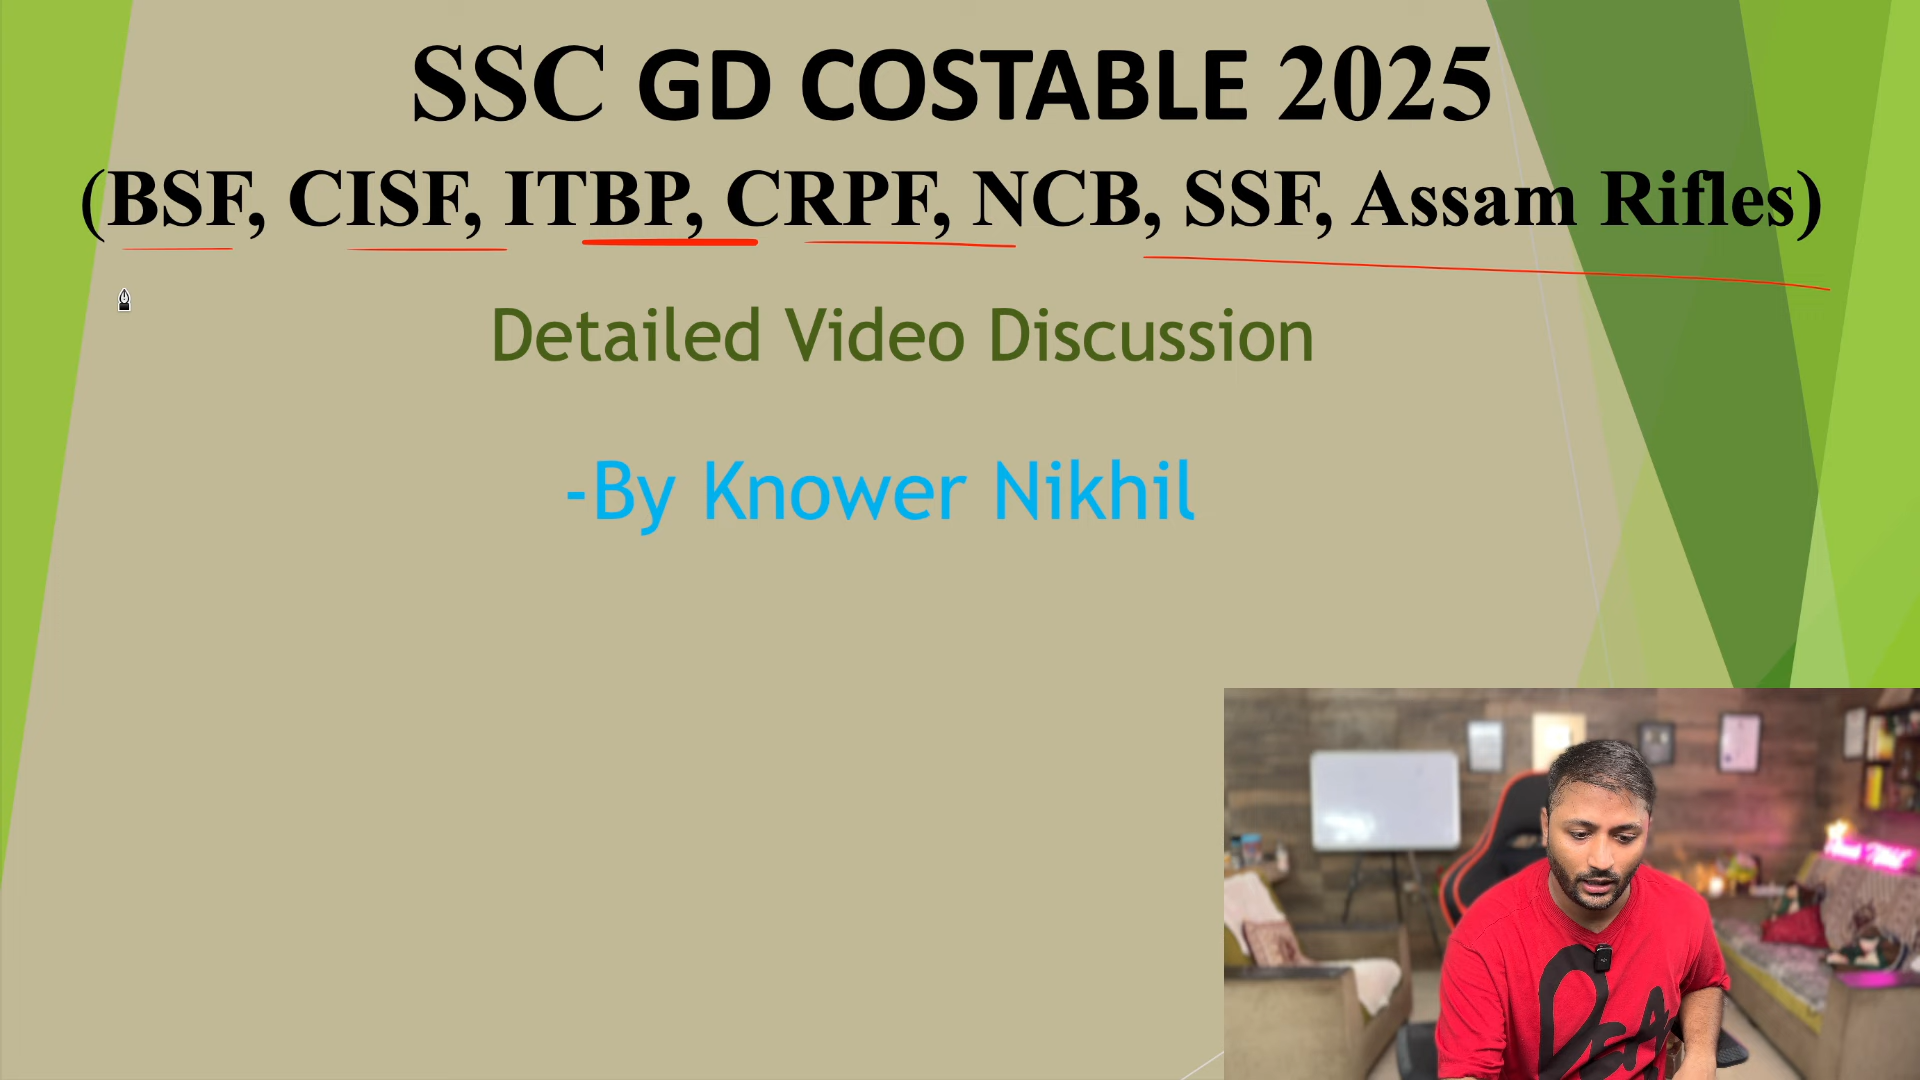 SSC GD COSTABLE 2025
(BSF, CISF, ITBP, CRPF, NCB, SSF, Assam Rifles)
Detailed Video Discussion
-By Knower Nikhil